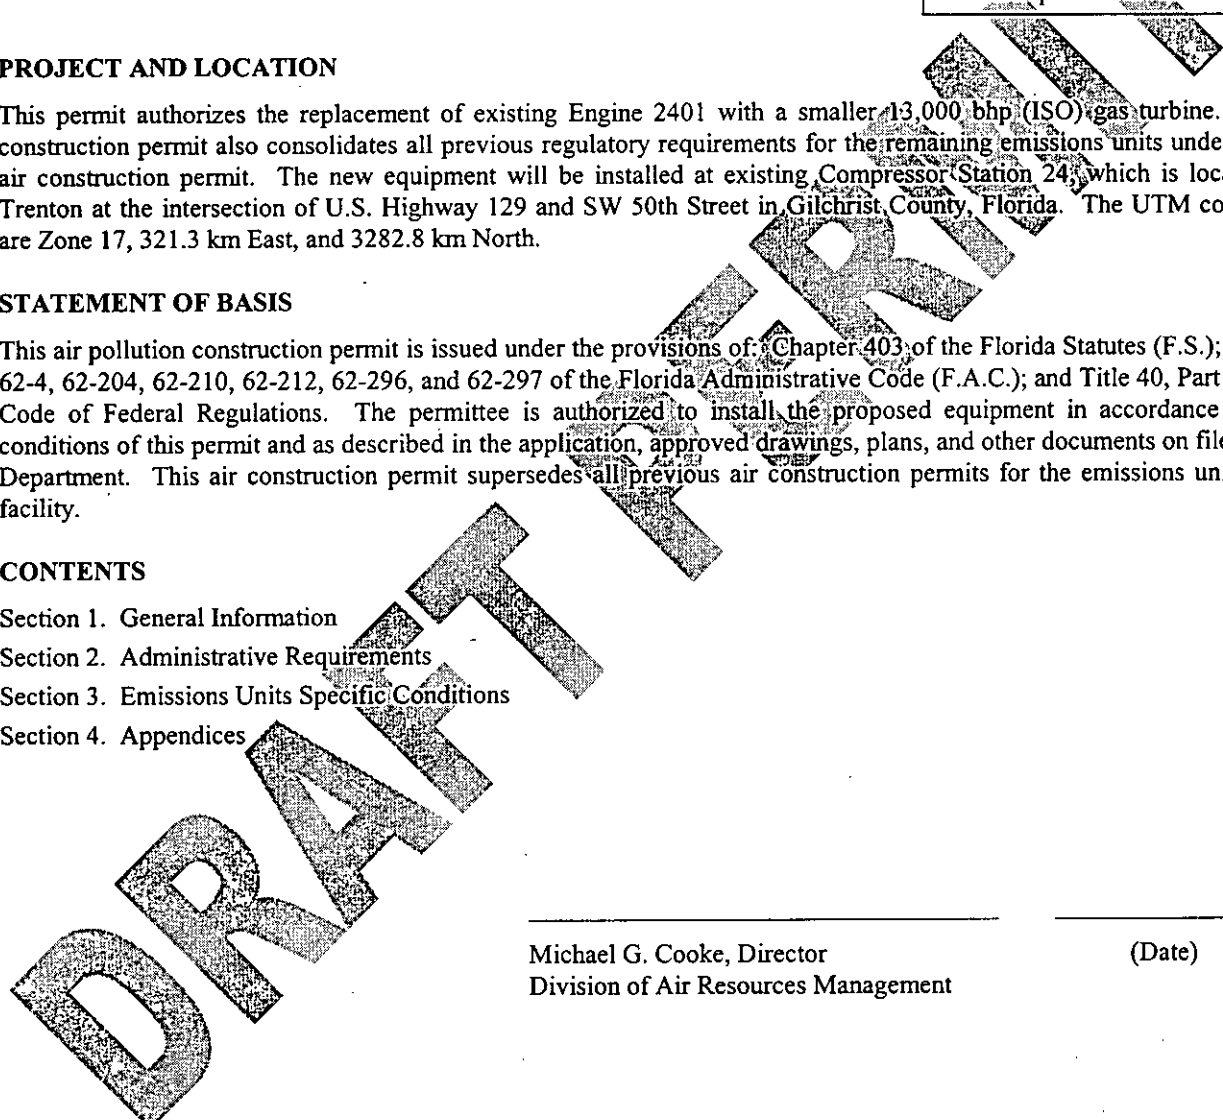 PROJECT AND LOCATION
This permit authorizes the replacement of existing Engine 2401 with a smaller 13,000 bhp (ISO) gas turbine.
construction permit also consolidates all previous regulatory requirements for the remaining emissions units unde
air construction permit. The new equipment will be installed at existing Compressor Station 24, which is loc
Trenton at the intersection of U.S. Highway 129 and SW 50th Street in Gilchrist County, Florida. The UTM co
are Zone 17, 321.3 km East, and 3282.8 km North.
STATEMENT OF BASIS
This air pollution construction permit is issued under the provisions of: Chapter 403 of the Florida Statutes (F.S.);
62-4, 62-204, 62-210, 62-212, 62-296, and 62-297 of the Florida Administrative Code (F.A.C.); and Title 40, Part
Code of Federal Regulations. The permittee is authorized to install the proposed equipment in accordance
conditions of this permit and as described in the application, approved drawings, plans, and other documents on file
Department. This air construction permit supersedes all previous air construction permits for the emissions un
facility.
CONTENTS
Section 1. General Information
Section 2. Administrative Requirements
Section 3. Emissions Units Specific Conditions
Section 4. Appendices
DRAFT PERMIT
Michael G. Cooke, Director (Date)
Division of Air Resources Management